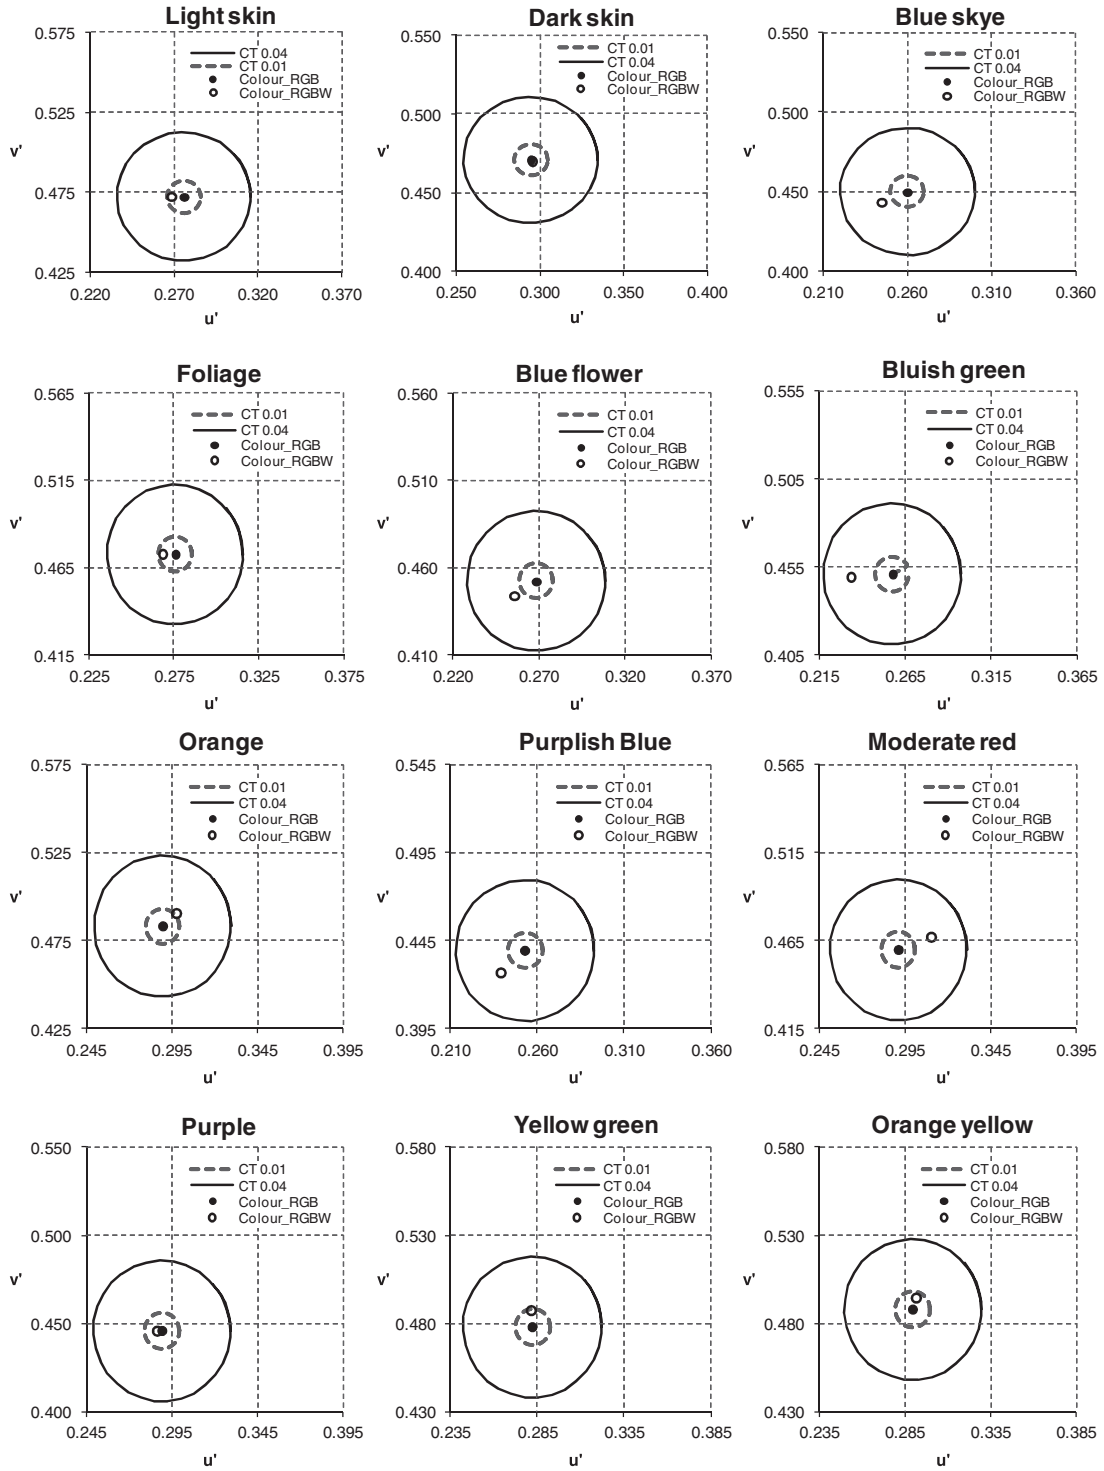 Light skin
0.575
CT 0.04
CT 0.01
Colour_RGB
Colour_RGBW
0.525
v'
0.475
0.425
0.220 0.270 0.320 0.370
u'
Dark skin
0.550
CT 0.01
CT 0.04
Colour_RGB
Colour_RGBW
0.500
v'
0.450
0.400
0.250 0.300 0.350 0.400
u'
Blue skye
0.550
CT 0.01
CT 0.04
Colour_RGB
Colour_RGBW
0.500
v'
0.450
0.400
0.210 0.260 0.310 0.360
u'
Foliage
0.565
CT 0.01
CT 0.04
Colour_RGB
Colour_RGBW
0.515
v'
0.465
0.415
0.225 0.275 0.325 0.375
u'
Blue flower
0.560
CT 0.01
CT 0.04
Colour_RGB
Colour_RGBW
0.510
v'
0.460
0.410
0.220 0.270 0.320 0.370
u'
Bluish green
0.555
CT 0.01
CT 0.04
Colour_RGB
Colour_RGBW
0.505
v'
0.455
0.405
0.215 0.265 0.315 0.365
u'
Orange
0.575
CT 0.01
CT 0.04
Colour_RGB
Colour_RGBW
0.525
v'
0.475
0.425
0.245 0.295 0.345 0.395
u'
Purplish Blue
0.545
CT 0.01
CT 0.04
Colour_RGB
Colour_RGBW
0.495
v'
0.445
0.395
0.210 0.260 0.310 0.360
u'
Moderate red
0.565
CT 0.01
CT 0.04
Colour_RGB
Colour_RGBW
0.515
v'
0.465
0.415
0.245 0.295 0.345 0.395
u'
Purple
0.550
CT 0.01
CT 0.04
Colour_RGB
Colour_RGBW
0.500
v'
0.450
0.400
0.245 0.295 0.345 0.395
u'
Yellow green
0.580
CT 0.01
CT 0.04
Colour_RGB
Colour_RGBW
0.530
v'
0.480
0.430
0.235 0.285 0.335 0.385
u'
Orange yellow
0.580
CT 0.01
CT 0.04
Colour_RGB
Colour_RGBW
0.530
v'
0.480
0.430
0.235 0.285 0.335 0.385
u'